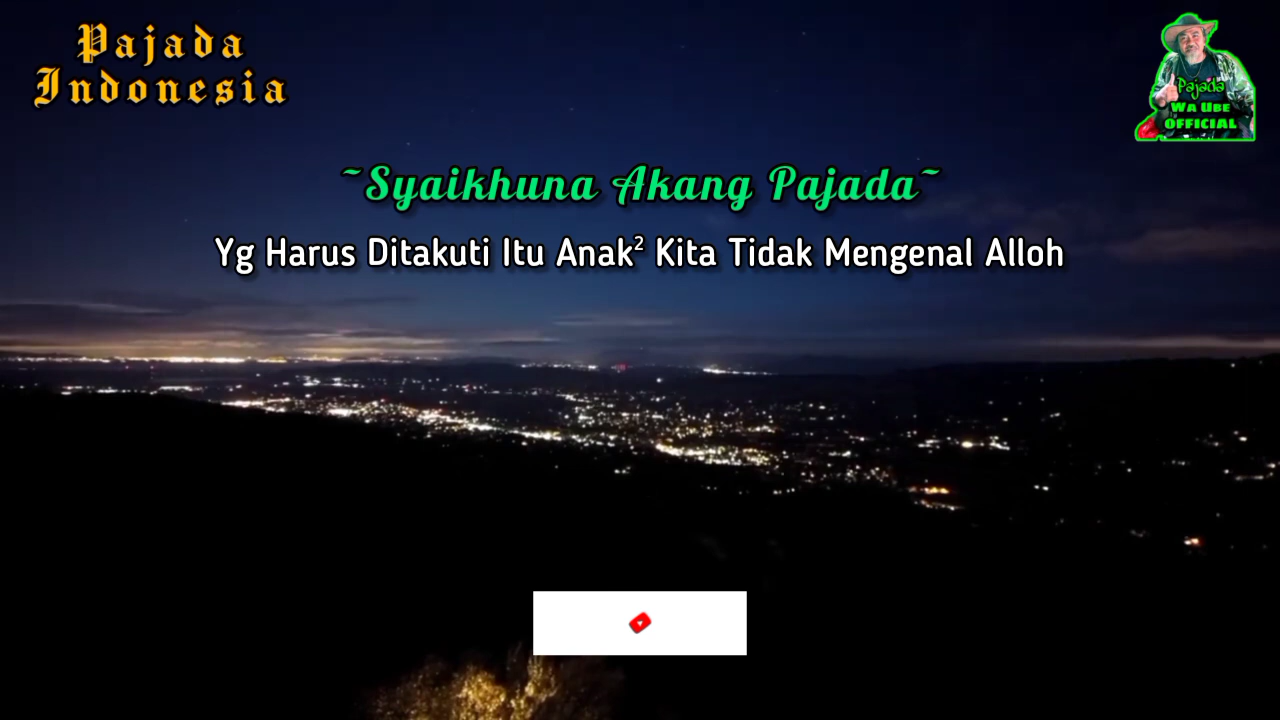 Pajada
Indonesia
Pajada
Wa Ube
OFFICIAL
~Syaikhuna Akang Pajada~
Yg Harus Ditakuti Itu Anak² Kita Tidak Mengenal Alloh